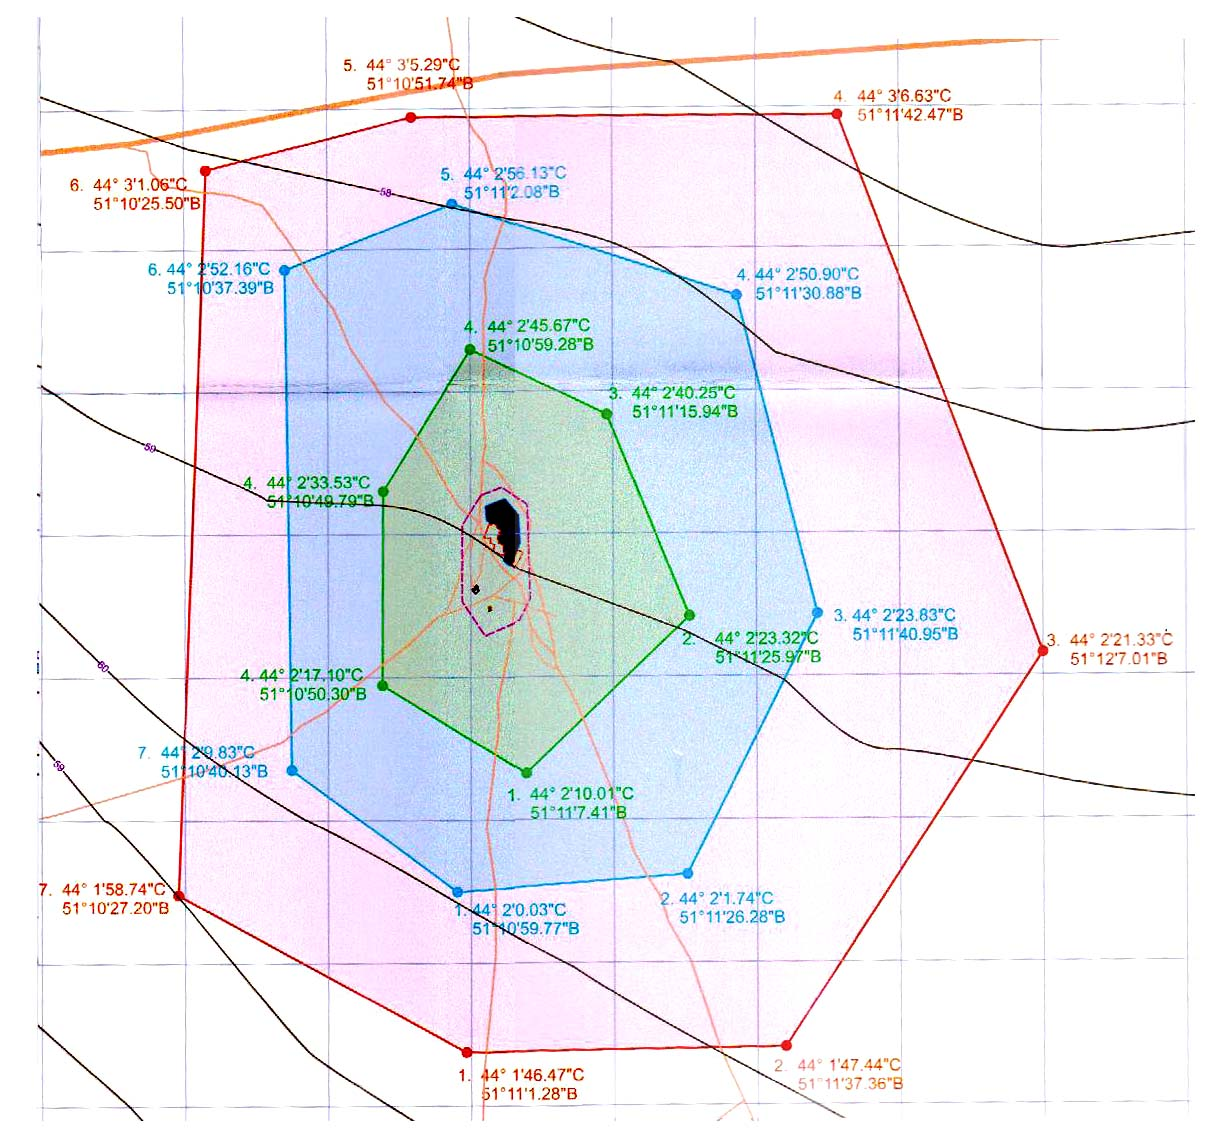 5. 44° 3'5.29"С
51°10'51.74"В
4. 44° 3'6.63"С
51°11'42.47"В
6. 44° 3'1.06"С
51°10'25.50"В
5. 44° 2'56.13"С
51°11'2.08"В
58
6. 44° 2'52.16"С
51°10'37.39"В
4. 44° 2'50.90"С
51°11'30.88"В
4. 44° 2'45.67"С
51°10'59.28"В
3. 44° 2'40.25"С
51°11'15.94"В
59
4. 44° 2'33.53"С
51°10'49.79"В
3. 44° 2'23.83"С
51°11'40.95"В
2. 44° 2'23.32"С
51°11'25.97"В
3. 44° 2'21.33"С
51°12'7.01"В
60
4. 44° 2'17.10"С
51°10'50.30"В
7. 44° 2'9.83"С
51°10'40.13"В
59
1. 44° 2'10.01"С
51°11'7.41"В
7. 44° 1'58.74"С
51°10'27.20"В
1. 44° 2'0.03"С
51°10'59.77"В
2. 44° 2'1.74"С
51°11'26.28"В
1. 44° 1'46.47"С
51°11'1.28"В
2. 44° 1'47.44"С
51°11'37.36"В